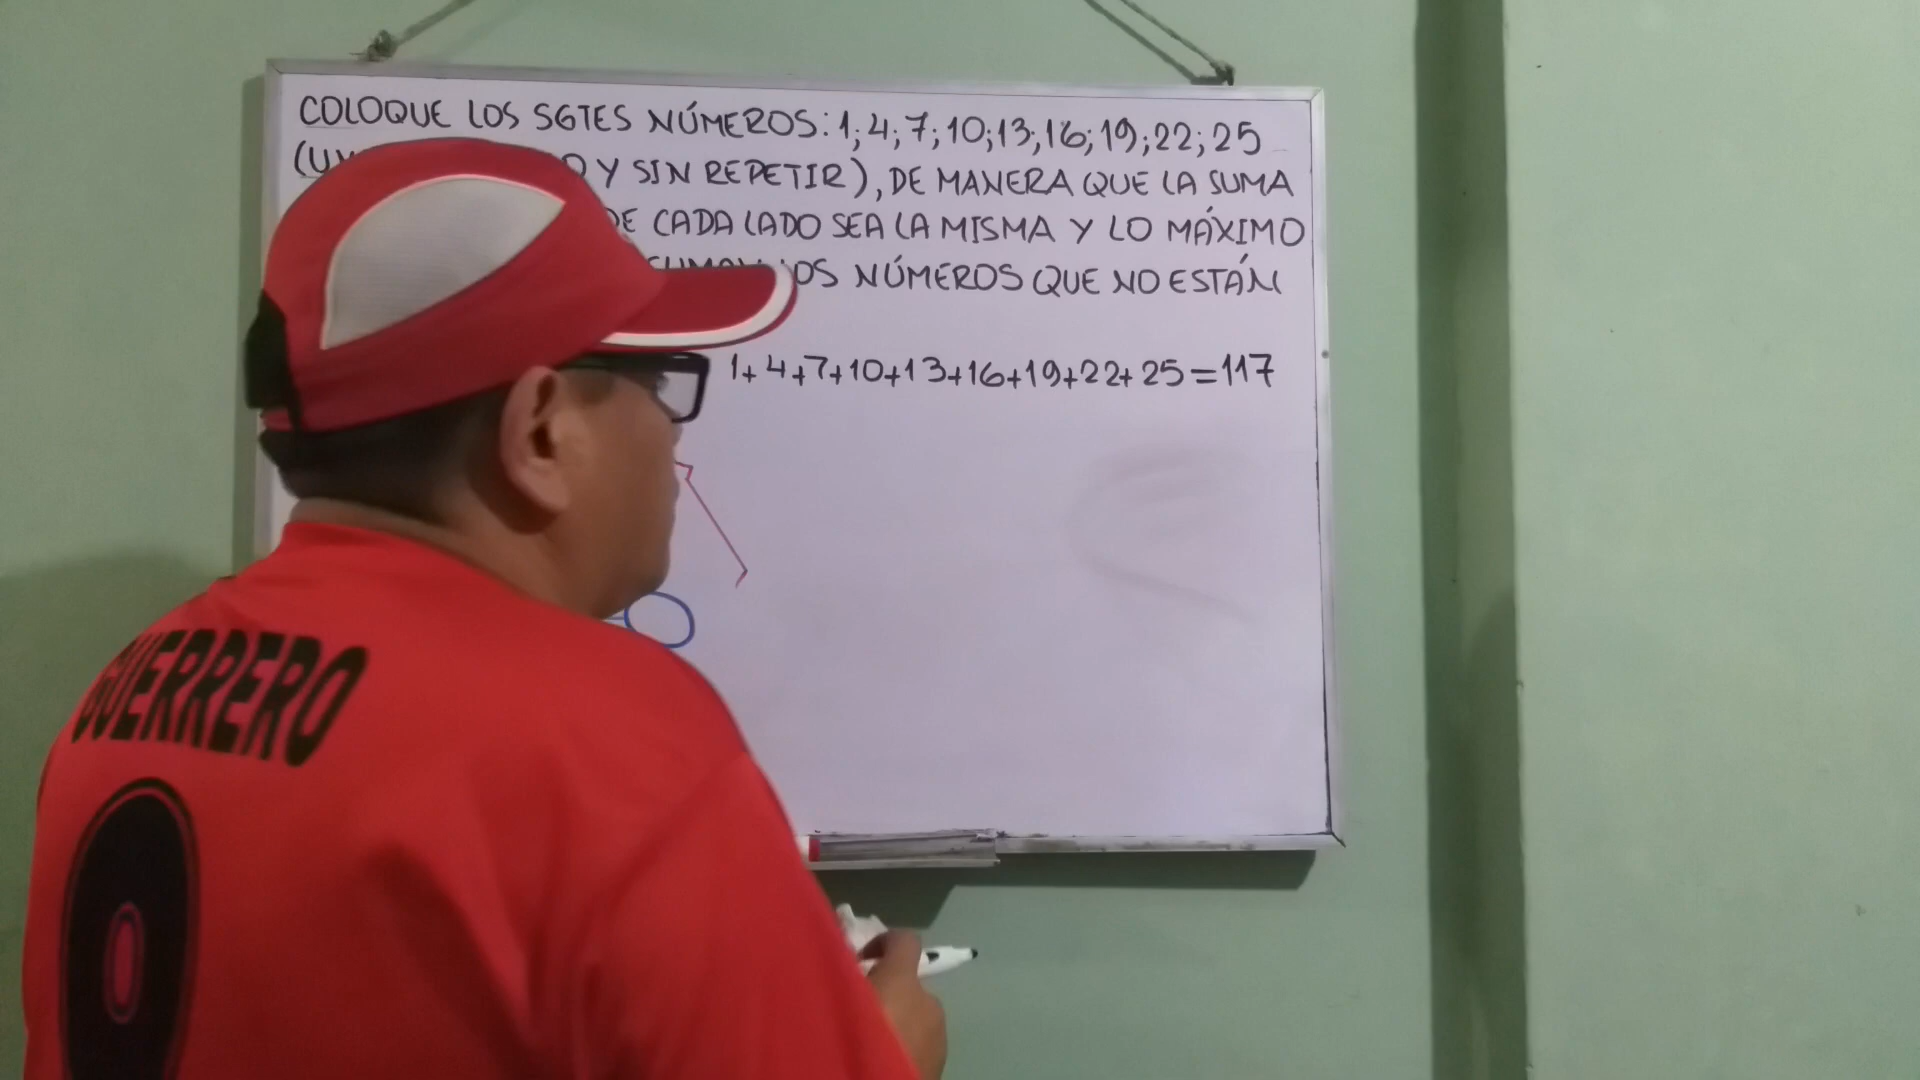 COLOQUE LOS SGTES NÚMEROS: 1; 4; 7; 10; 13; 16; 19; 22; 25
Y SIN REPETIR), DE MANERA QUE LA SUMA
DE CADA LADO SEA LA MISMA Y LO MÁXIMO
NÚMEROS QUE NO ESTÁN
1+4+7+10+13+16+19+22+25=117
GUERRERO